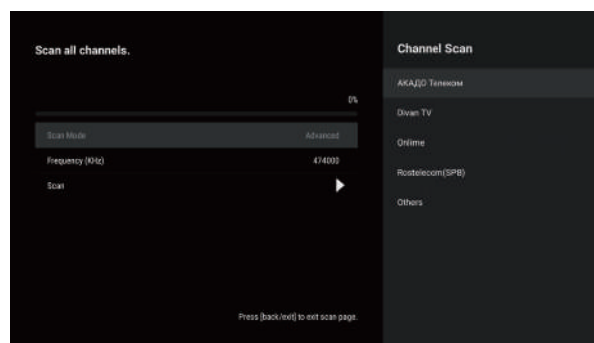 Scan all channels.
0%
Scan Mode Advanced
Frequency (KHz) 474000
Scan
Press [back/exit] to exit scan page.
Channel Scan
АКАДО Телеком
Divan TV
Onlime
Rostelecom(SPB)
Others